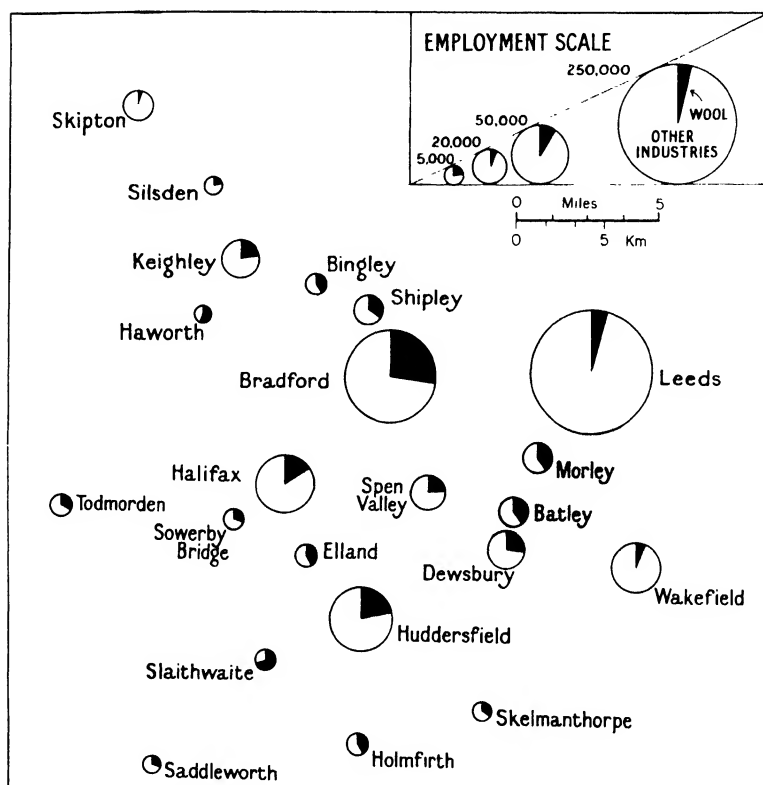 EMPLOYMENT SCALE
250,000
50,000
20,000
5,000
WOOL
OTHER
INDUSTRIES
0 Miles 5
0 5 Km
Skipton
Silsden
Keighley
Bingley
Shipley
Haworth
Bradford
Leeds
Halifax
Morley
Spen
Valley
Todmorden
Batley
Sowerby
Bridge
Elland
Dewsbury
Wakefield
Huddersfield
Slaithwaite
Skelmanthorpe
Holmfirth
Saddleworth